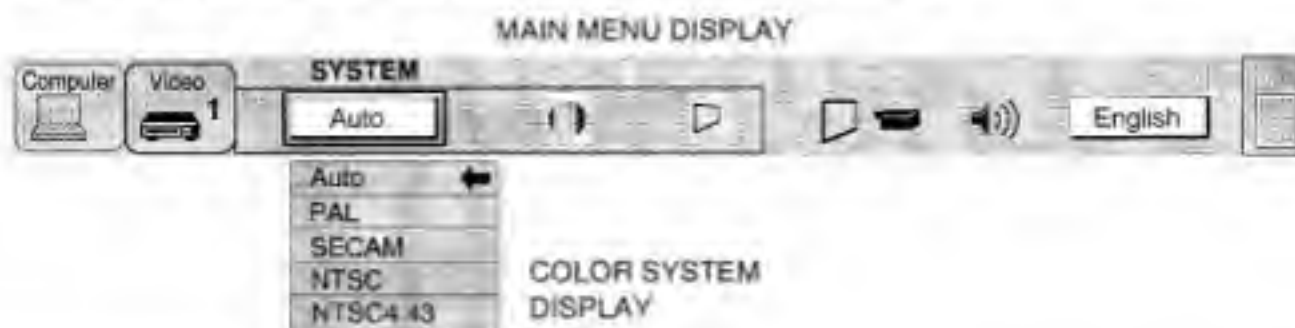 MAIN MENU DISPLAY
Computer Video 1 SYSTEM
Auto English
Auto
PAL
SECAM
NTSC COLOR SYSTEM
NTSC4.43 DISPLAY